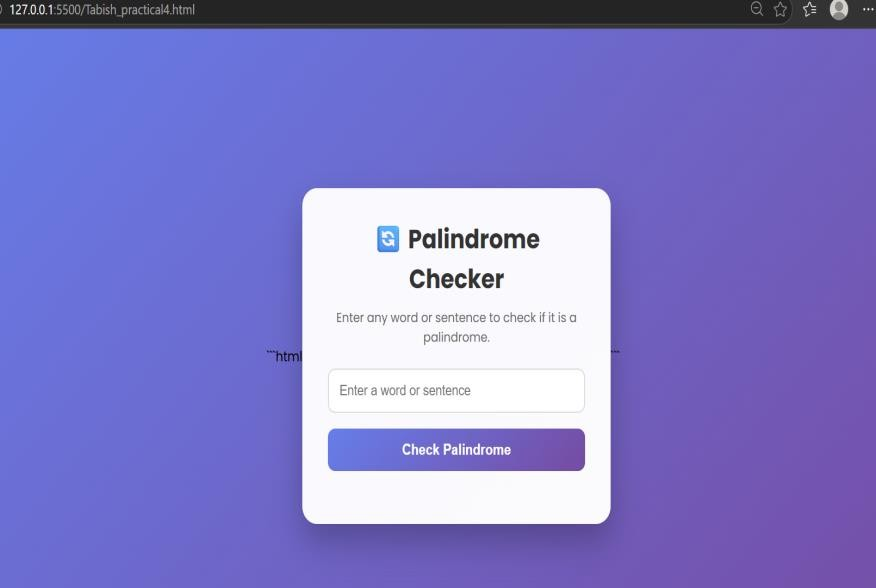 127.0.0.1:5500/Tabish_practical4.html
Palindrome
Checker
Enter any word or sentence to check if it is a
palindrome.
```html
```
Enter a word or sentence
Check Palindrome